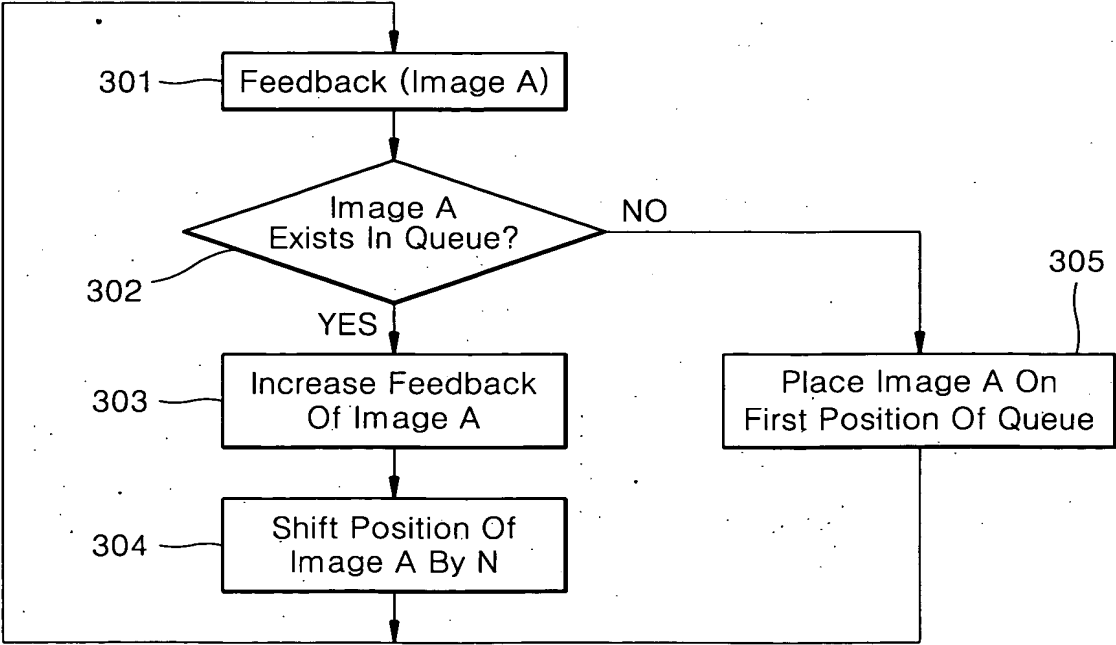 301
Feedback (Image A)
Image A
Exists In Queue?
302
NO
YES
303
Increase Feedback
Of Image A
305
Place Image A On
First Position Of Queue
304
Shift Position Of
Image A By N